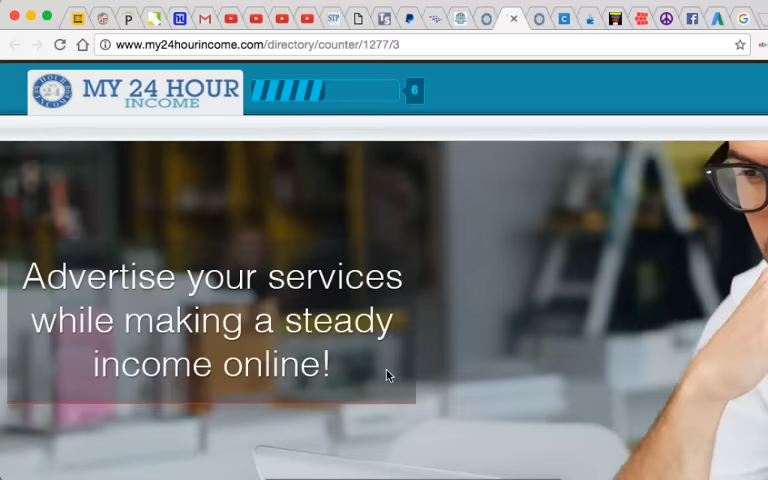 www.my24hourincome.com/directory/counter/1277/3
MY 24 HOUR
INCOME
6
Advertise your services
while making a steady
income online!